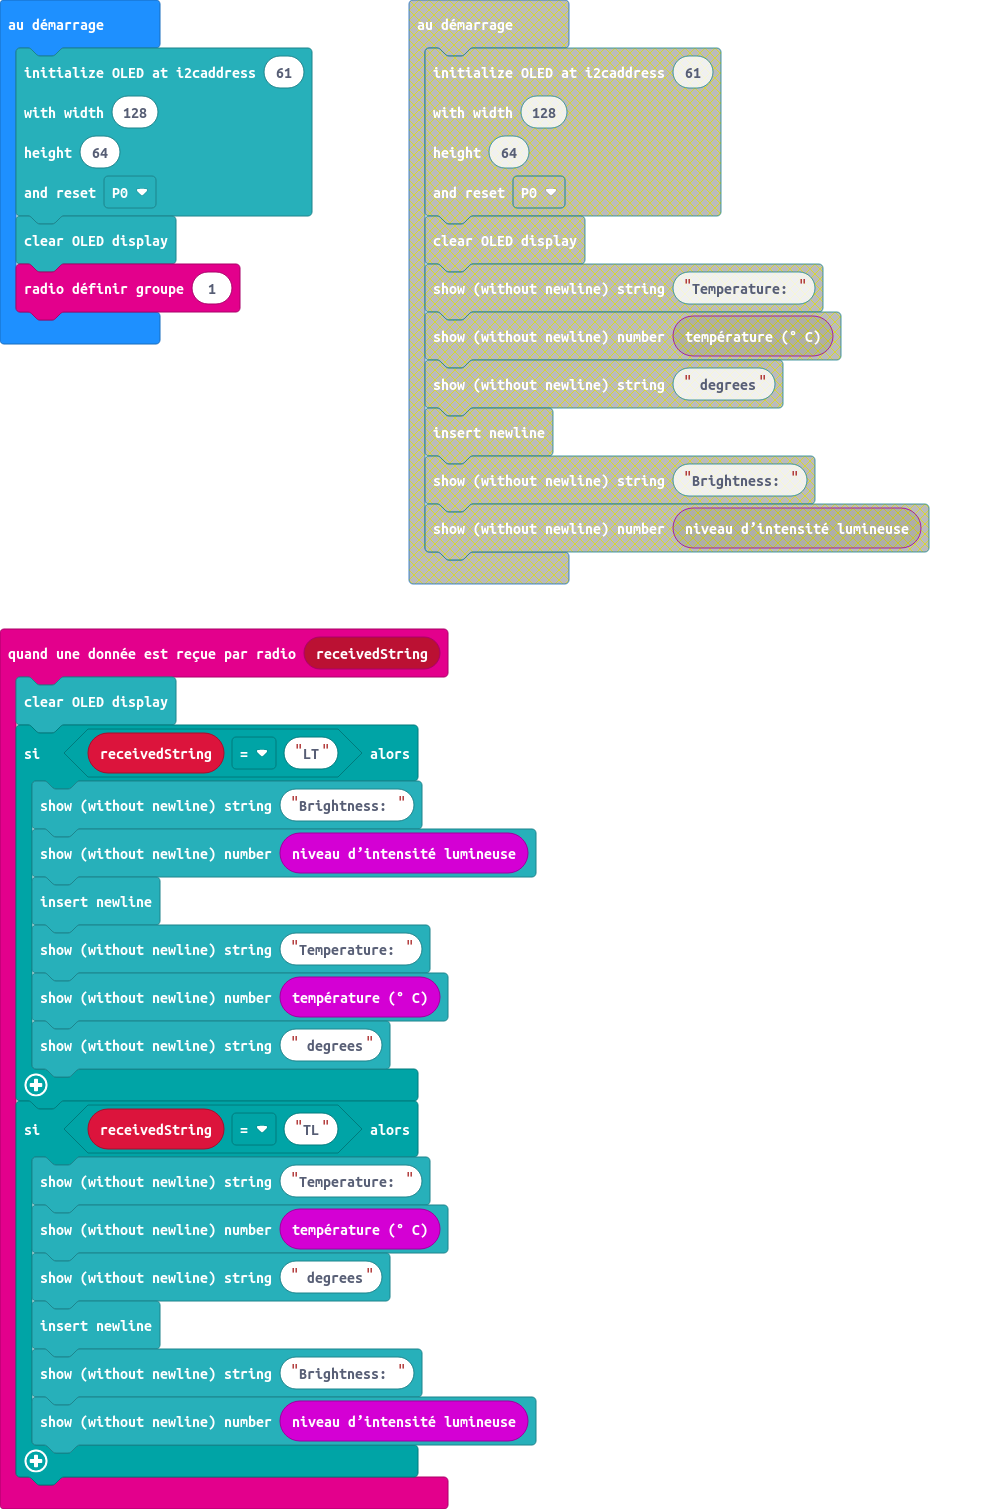 au démarrage
initialize OLED at i2caddress 61
with width 128
height 64
and reset P0
clear OLED display
radio définir groupe 1
au démarrage
initialize OLED at i2caddress 61
with width 128
height 64
and reset P0
clear OLED display
show (without newline) string "Temperature: "
show (without newline) number température (° C)
show (without newline) string " degrees"
insert newline
show (without newline) string "Brightness: "
show (without newline) number niveau d’intensité lumineuse
quand une donnée est reçue par radio receivedString
clear OLED display
si receivedString = "LT" alors
show (without newline) string "Brightness: "
show (without newline) number niveau d’intensité lumineuse
insert newline
show (without newline) string "Temperature: "
show (without newline) number température (° C)
show (without newline) string " degrees"
si receivedString = "TL" alors
show (without newline) string "Temperature: "
show (without newline) number température (° C)
show (without newline) string " degrees"
insert newline
show (without newline) string "Brightness: "
show (without newline) number niveau d’intensité lumineuse